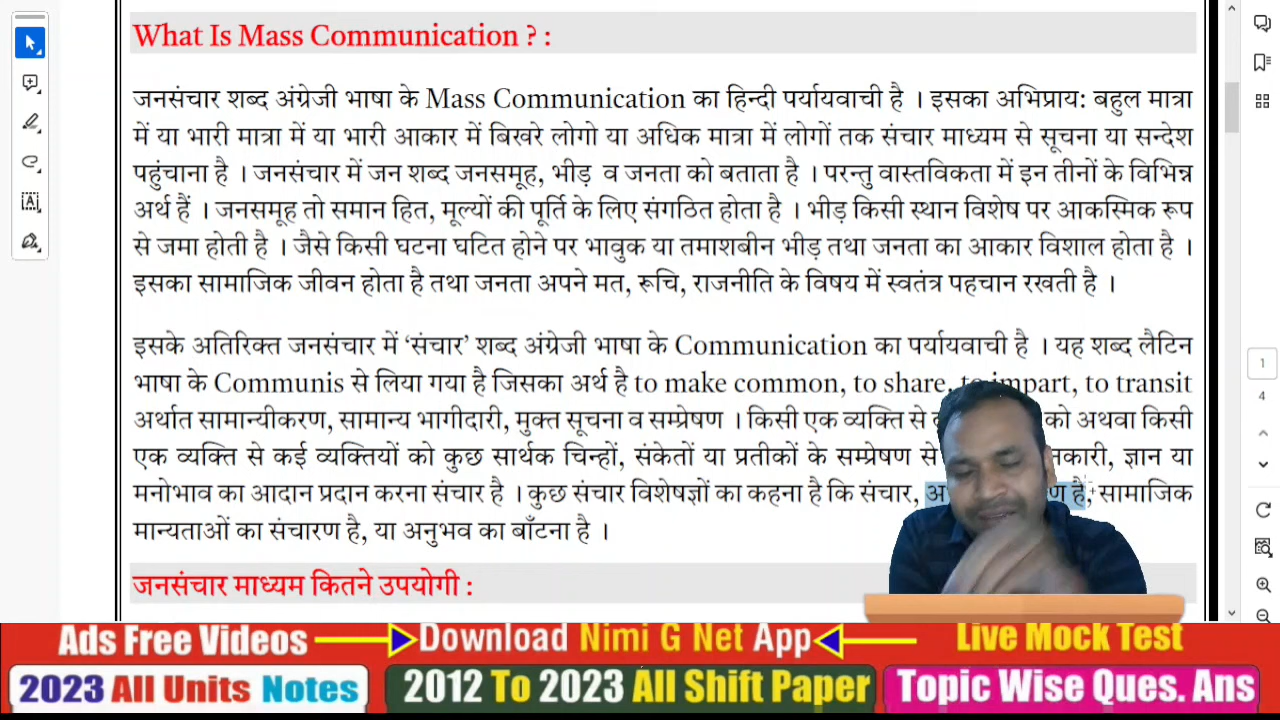 What Is Mass Communication ? :
जनसंचार शब्द अंग्रेजी भाषा के Mass Communication का हिन्दी पर्यायवाची है । इसका अभिप्राय: बहुल मात्रा
में या भारी मात्रा में या भारी आकार में बिखरे लोगो या अधिक मात्रा में लोगों तक संचार माध्यम से सूचना या सन्देश
पहुंचाना है । जनसंचार में जन शब्द जनसमूह, भीड़ व जनता को बताता है । परन्तु वास्तविकता में इन तीनों के विभिन्न
अर्थ हैं । जनसमूह तो समान हित, मूल्यों की पूर्ति के लिए संगठित होता है । भीड़ किसी स्थान विशेष पर आकस्मिक रूप
से जमा होती है । जैसे किसी घटना घटित होने पर भावुक या तमाशबीन भीड़ तथा जनता का आकार विशाल होता है ।
इसका सामाजिक जीवन होता है तथा जनता अपने मत, रूचि, राजनीति के विषय में स्वतंत्र पहचान रखती है ।
इसके अतिरिक्त जनसंचार में ‘संचार’ शब्द अंग्रेजी भाषा के Communication का पर्यायवाची है । यह शब्द लैटिन
भाषा के Communis से लिया गया है जिसका अर्थ है to make common, to share, to impart, to transit
अर्थात सामान्यीकरण, सामान्य भागीदारी, मुक्त सूचना व सम्प्रेषण । किसी एक व्यक्ति से को अथवा किसी
एक व्यक्ति से कई व्यक्तियों को कुछ सार्थक चिन्हों, संकेतों या प्रतीकों के सम्प्रेषण से ज्ञान या
मनोभाव का आदान प्रदान करना संचार है । कुछ संचार विशेषज्ञों का कहना है कि संचार, है, सामाजिक
मान्यताओं का संचारण है, या अनुभव का बाँटना है ।
जनसंचार माध्यम कितने उपयोगी :
1
4
Ads Free Videos Download Nimi G Net App Live Mock Test
2023 All Units Notes 2012 To 2023 All Shift Paper Topic Wise Ques. Ans